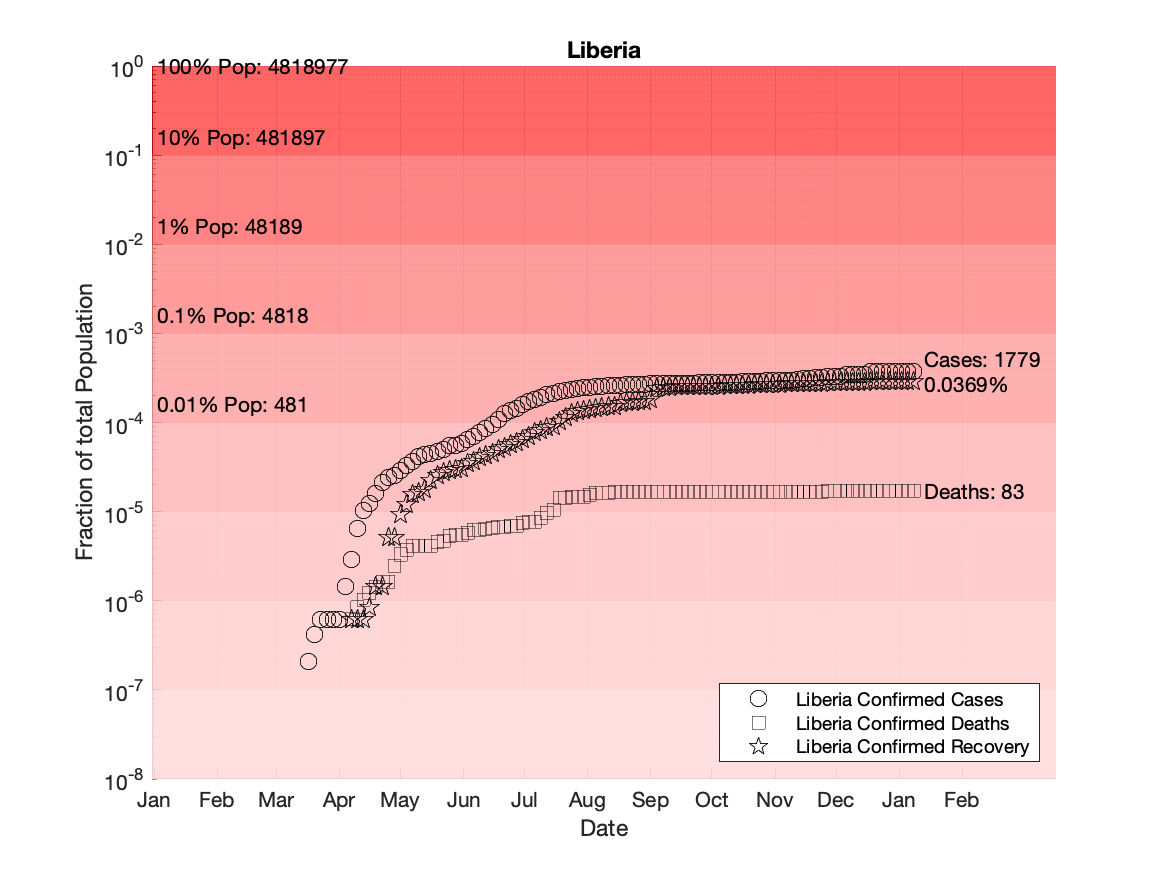 Liberia
10^0
100% Pop: 4818977
10% Pop: 481897
10^-1
1% Pop: 48189
10^-2
0.1% Pop: 4818
10^-3
Cases: 1779
0.0369%
0.01% Pop: 481
10^-4
Deaths: 83
10^-5
10^-6
10^-7
10^-8
Fraction of total Population
Liberia Confirmed Cases
Liberia Confirmed Deaths
Liberia Confirmed Recovery
Jan Feb Mar Apr May Jun Jul Aug Sep Oct Nov Dec Jan Feb
Date